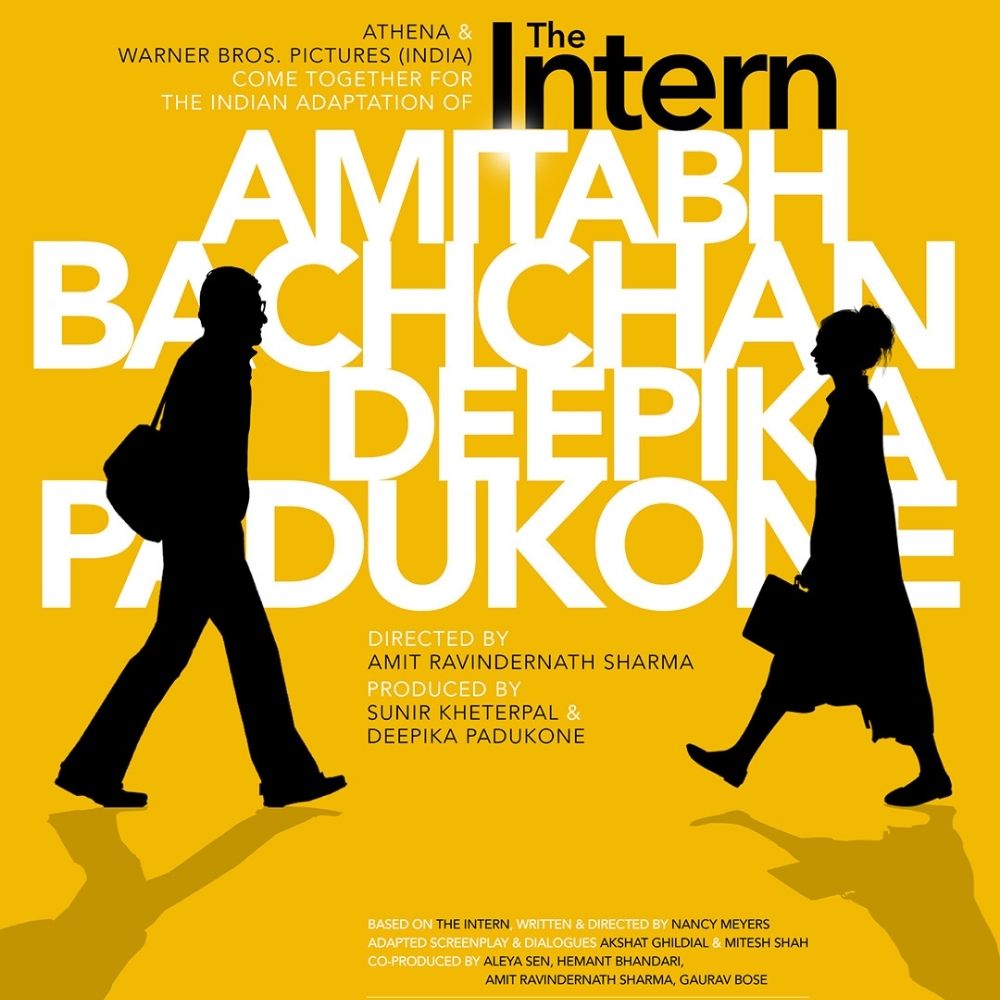 ATHENA &
WARNER BROS. PICTURES (INDIA)
COME TOGETHER FOR
THE INDIAN ADAPTATION OF
The
Intern
AMITABH
BACHCHAN
DEEPIKA
PADUKONE
DIRECTED BY
AMIT RAVINDERNATH SHARMA
PRODUCED BY
SUNIR KHETERPAL &
DEEPIKA PADUKONE
BASED ON THE INTERN, WRITTEN & DIRECTED BY NANCY MEYERS
ADAPTED SCREENPLAY & DIALOGUES AKSHAT GHILDIAL & MITESH SHAH
CO-PRODUCED BY ALEYA SEN, HEMANT BHANDARI,
AMIT RAVINDERNATH SHARMA, GAURAV BOSE